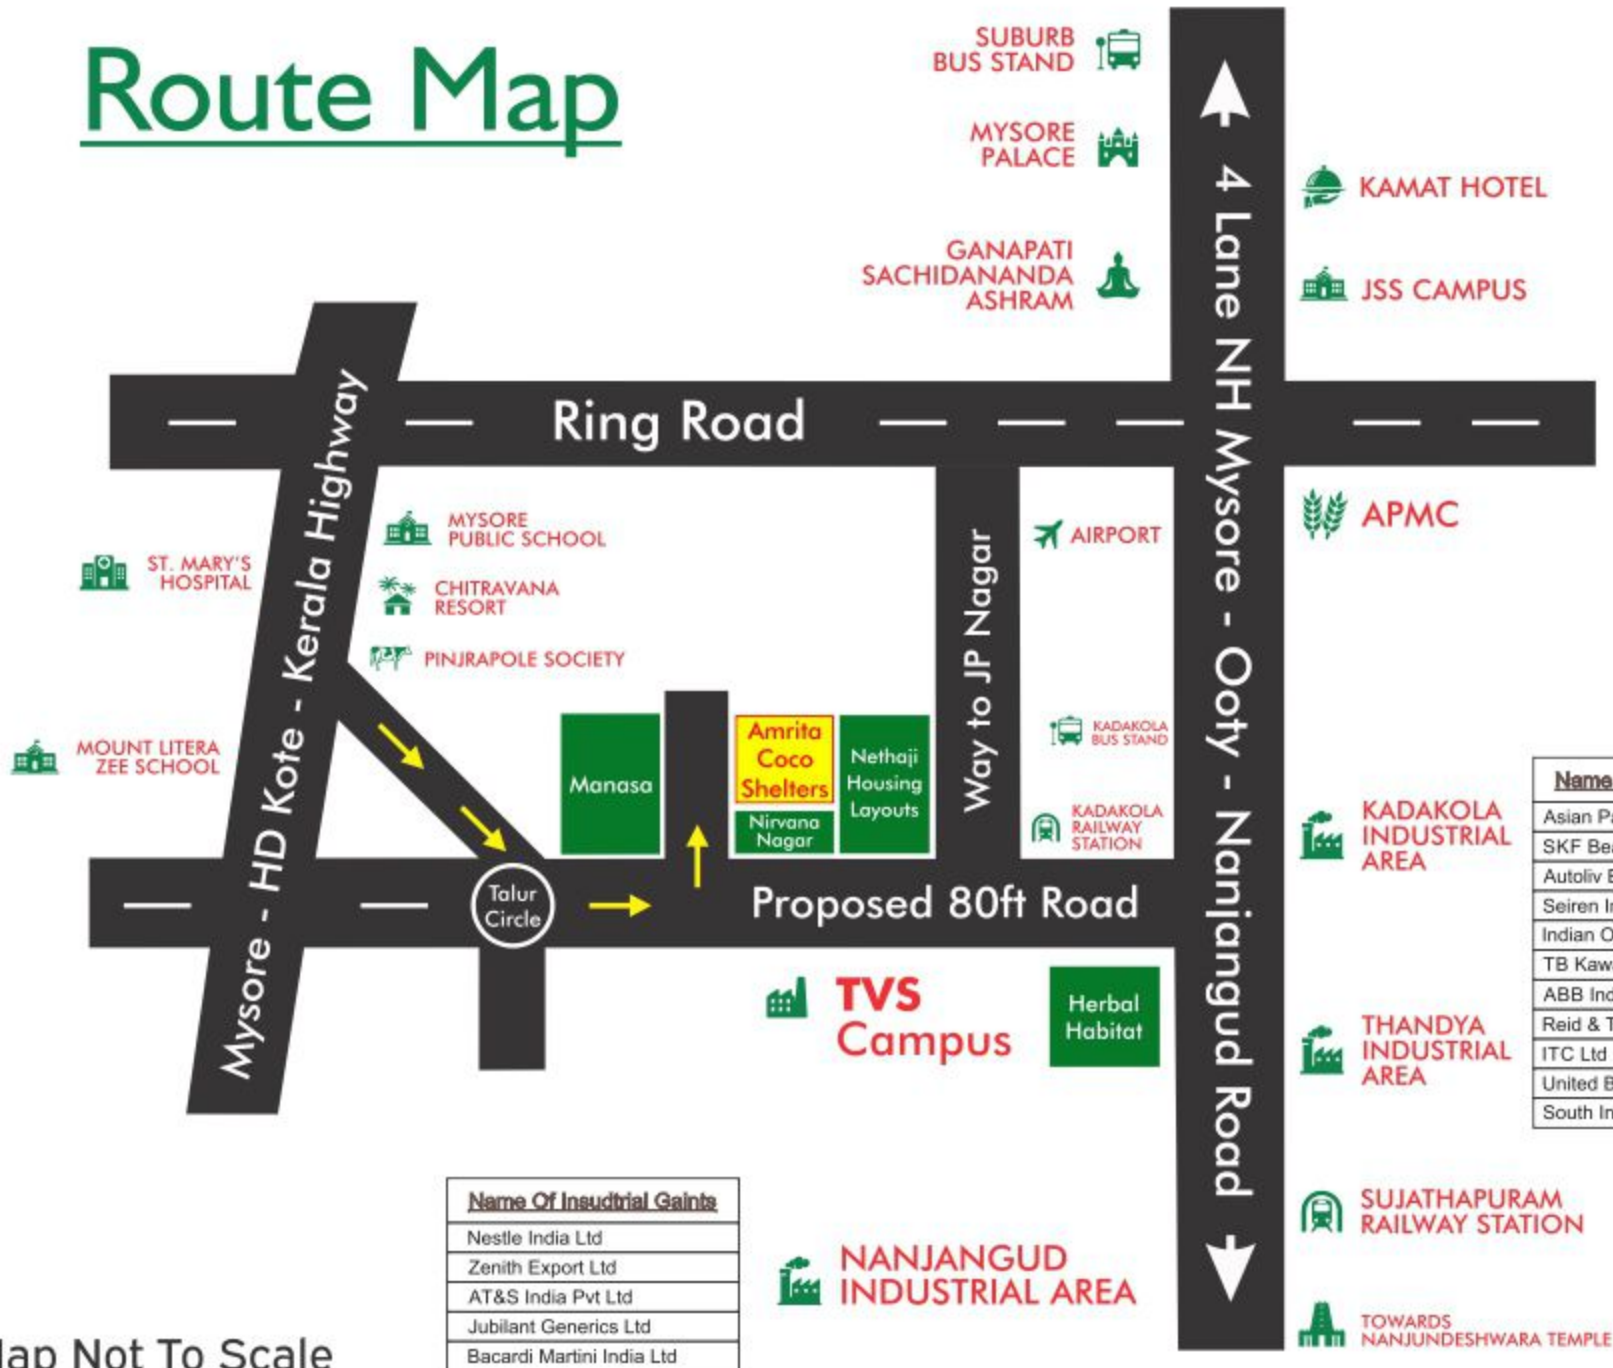 Route Map
SUBURB
BUS STAND
MYSORE
PALACE
GANAPATI
SACHIDANANDA
ASHRAM
KAMAT HOTEL
JSS CAMPUS
4 Lane NH Mysore - Ooty - Nanjangud Road
Ring Road
Mysore - HD Kote - Kerala Highway
MYSORE
PUBLIC SCHOOL
ST. MARY'S
HOSPITAL
CHITRAVANA
RESORT
PINJRAPOLE SOCIETY
MOUNT LITERA
ZEE SCHOOL
Way to JP Nagar
AIRPORT
APMC
Manasa
Amrita
Coco
Shelters
Nirvana
Nagar
Nethaji
Housing
Layouts
KADAKOLA
BUS STAND
KADAKOLA
RAILWAY
STATION
KADAKOLA
INDUSTRIAL
AREA
Talur
Circle
Proposed 80ft Road
TVS
Campus
Herbal
Habitat
THANDYA
INDUSTRIAL
AREA
Name
Asian
SKF
Autoliv
Seiren
Indian
TB
ABB
Reid &
ITC Ltd
United
South
SUJATHAPURAM
RAILWAY STATION
TOWARDS
NANJUNDESHWARA TEMPLE
NANJANGUD
INDUSTRIAL AREA
Name Of Insudtrial Gaints
Nestle India Ltd
Zenith Export Ltd
AT&S India Pvt Ltd
Jubilant Generics Ltd
Bacardi Martini India Ltd
Not To Scale